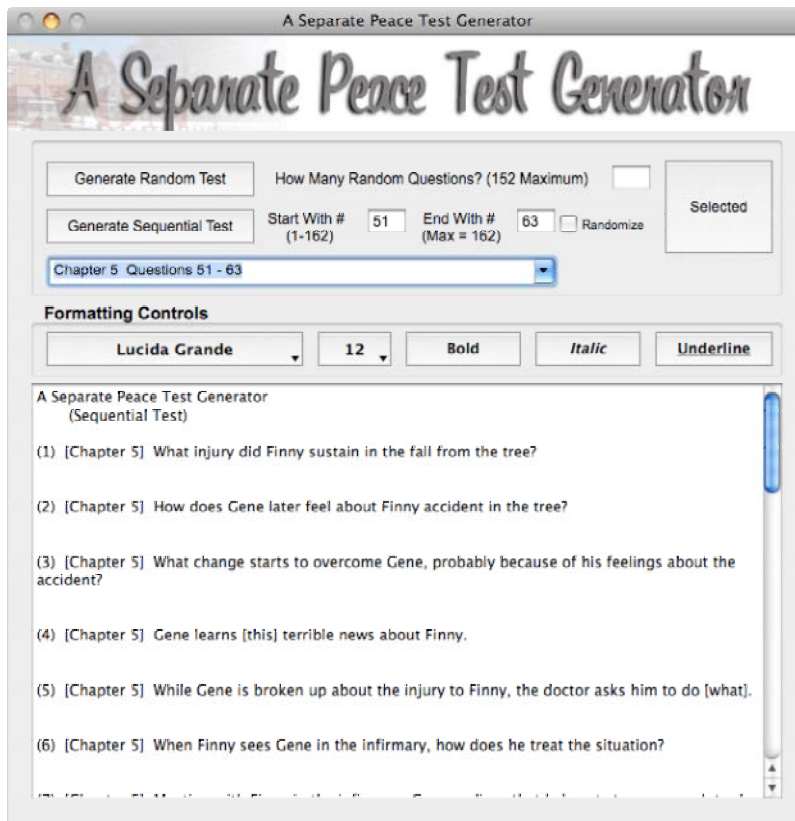 A Separate Peace Test Generator
A Separate Peace Test Generator
Generate Random Test
How Many Random Questions? (152 Maximum)
Selected
Generate Sequential Test
Start With #
(1-162)
51
End With #
(Max = 162)
63
Randomize
Chapter 5 Questions 51 - 63
Formatting Controls
Lucida Grande
12
Bold
Italic
Underline
A Separate Peace Test Generator
(Sequential Test)
(1) [Chapter 5] What injury did Finny sustain in the fall from the tree?
(2) [Chapter 5] How does Gene later feel about Finny accident in the tree?
(3) [Chapter 5] What change starts to overcome Gene, probably because of his feelings about the
accident?
(4) [Chapter 5] Gene learns [this] terrible news about Finny.
(5) [Chapter 5] While Gene is broken up about the injury to Finny, the doctor asks him to do [what].
(6) [Chapter 5] When Finny sees Gene in the infirmary, how does he treat the situation?